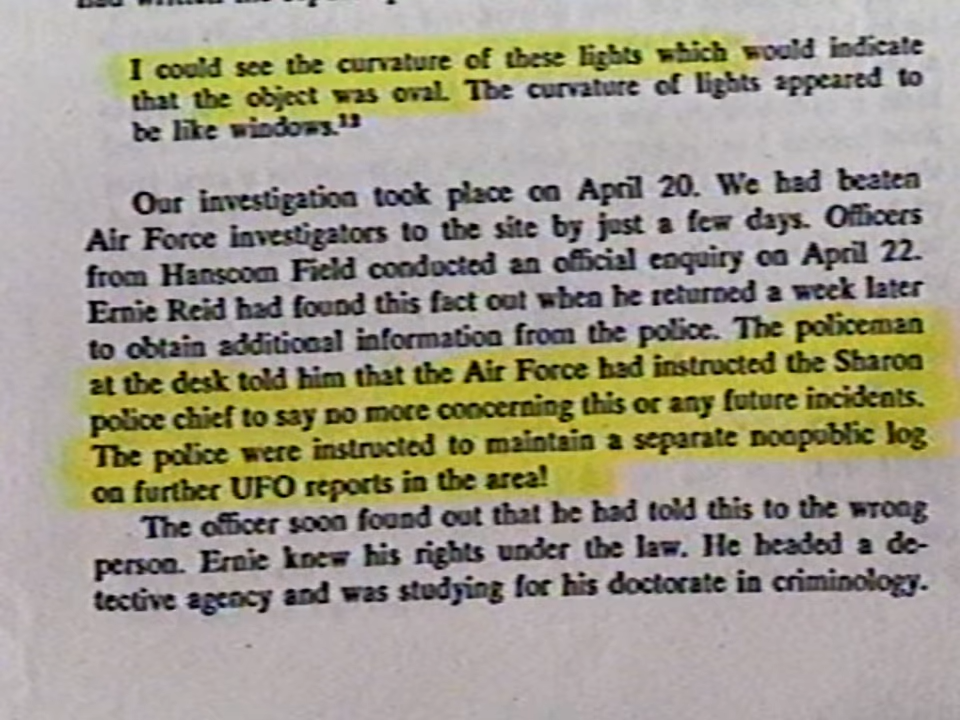 I could see the curvature of these lights which would indicate
that the object was oval. The curvature of lights appeared to
be like windows.13
Our investigation took place on April 20. We had beaten
Air Force investigators to the site by just a few days. Officers
from Hanscom Field conducted an official enquiry on April 22.
Ernie Reid had found this fact out when he returned a week later
to obtain additional information from the police. The policeman
at the desk told him that the Air Force had instructed the Sharon
police chief to say no more concerning this or any future incidents.
The police were instructed to maintain a separate nonpublic log
on further UFO reports in the area!
The officer soon found out that he had told this to the wrong
person. Ernie knew his rights under the law. He headed a de-
tective agency and was studying for his doctorate in criminology.